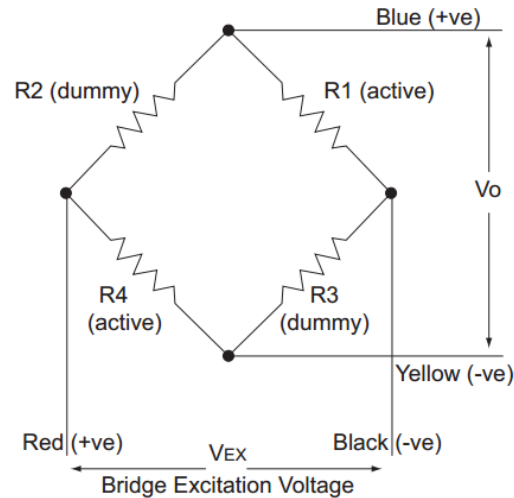 Blue (+ve)
R2 (dummy)
R1 (active)
Vo
R4
(active)
R3
(dummy)
Yellow (-ve)
Red (+ve)
VEX
Black (-ve)
Bridge Excitation Voltage